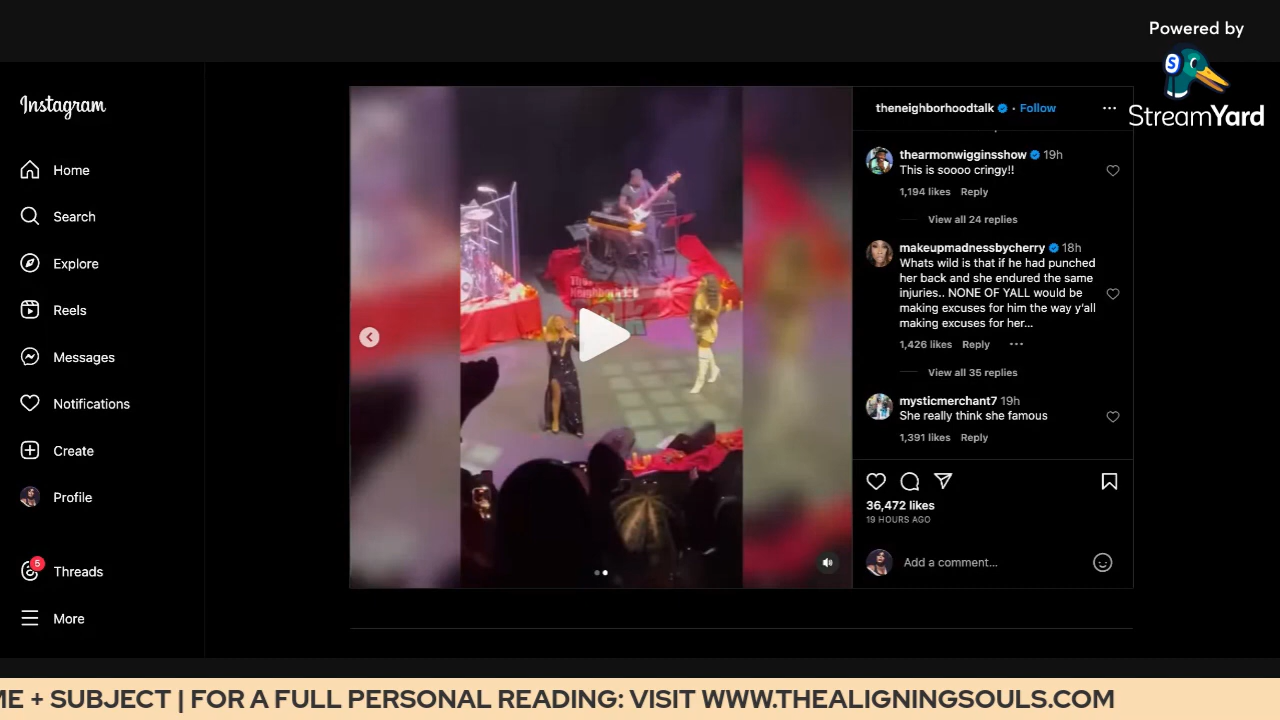 Powered by
StreamYard
Instagram
Home
Search
Explore
Reels
Messages
Notifications
Create
Profile
5
Threads
More
The
Neighborhood
theneighborhoodtalk · Follow
thearmonwigginsshow 19h
This is soooo cringy!!
1,194 likes Reply
View all 24 replies
makeupmadnessbycherry 18h
Whats wild is that if he had punched
her back and she endured the same
injuries.. NONE OF YALL would be
making excuses for him the way y'all
making excuses for her...
1,426 likes Reply
View all 35 replies
mysticmerchant7 19h
She really think she famous
1,391 likes Reply
36,472 likes
19 HOURS AGO
Add a comment...
ME + SUBJECT | FOR A FULL PERSONAL READING: VISIT WWW.THEALIGNINGSOULS.COM